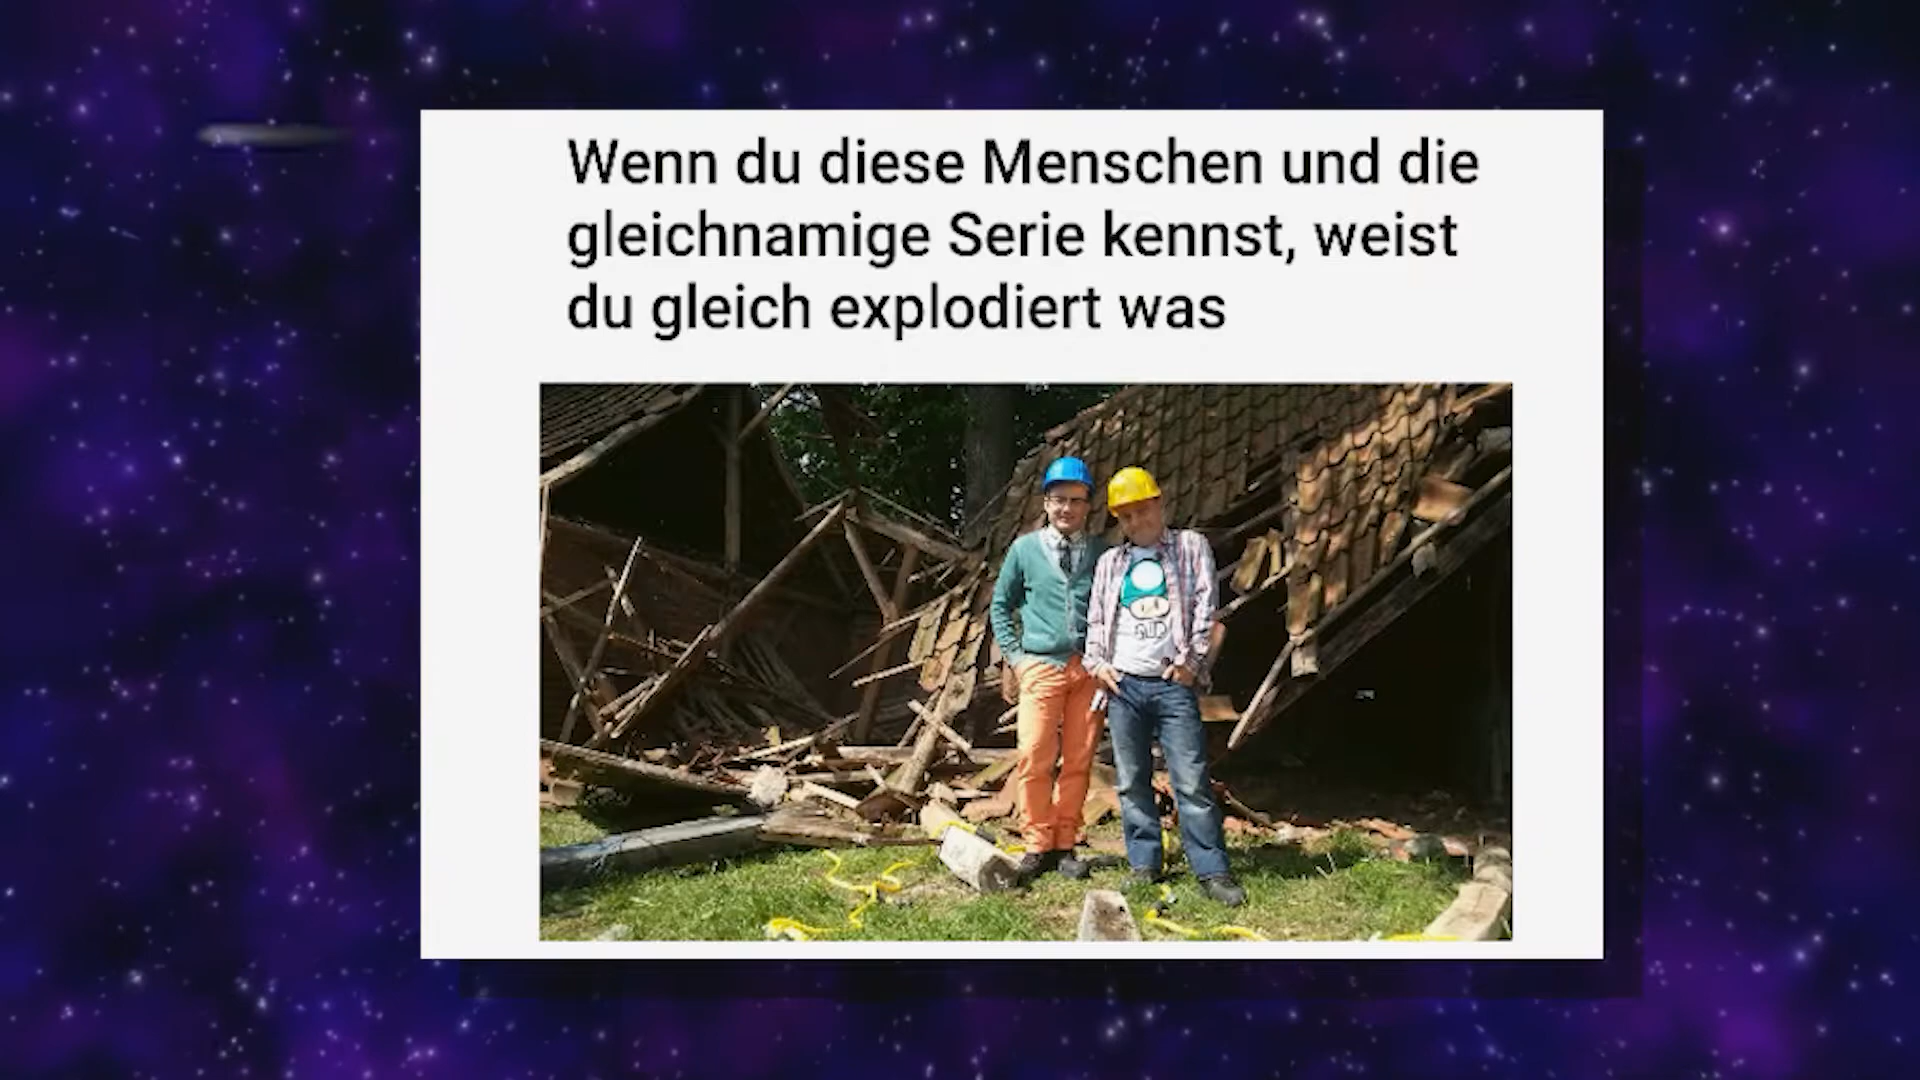 Wenn du diese Menschen und die
gleichnamige Serie kennst, weist
du gleich explodiert was